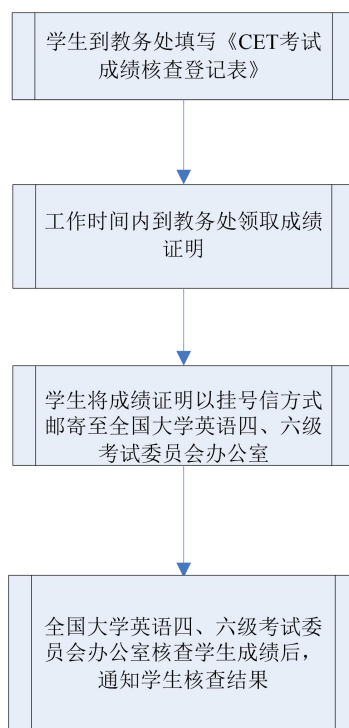 学生到教务处填写《CET考试
成绩核查登记表》
工作时间内到教务处领取成绩
证明
学生将成绩证明以挂号信方式
邮寄至全国大学英语四、六级
考试委员会办公室
全国大学英语四、六级考试委
员会办公室核查学生成绩后，
通知学生核查结果